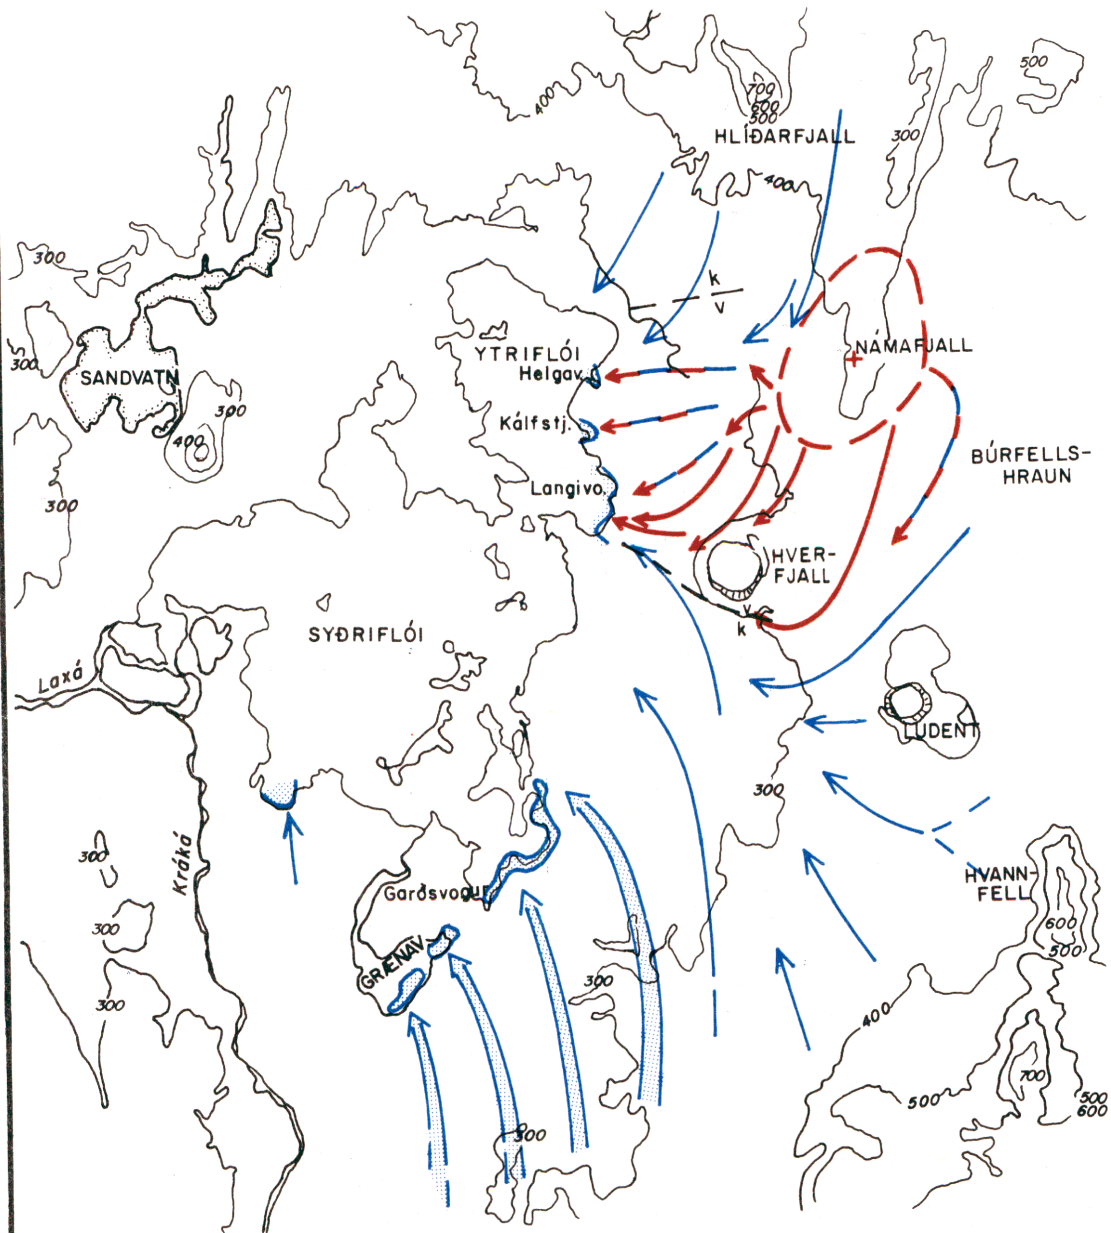 500
700
600
500
400
HLÍÐARFJALL
300
400
300
k
v
YTRIFLÓI
Helgav.
NÁMAFJALL
300
SANDVATN
300
400
Kálfstj.
BÚRFELLS-
HRAUN
Langivo.
300
HVER-
FJALL
v
k
SYÐRIFLÓI
Laxá
LUDENT
300
Kráká
300
HVANN-
FELL
Garðsvogur
600
500
300
GRÆNAV.
300
300
400
700
500
500
600
300